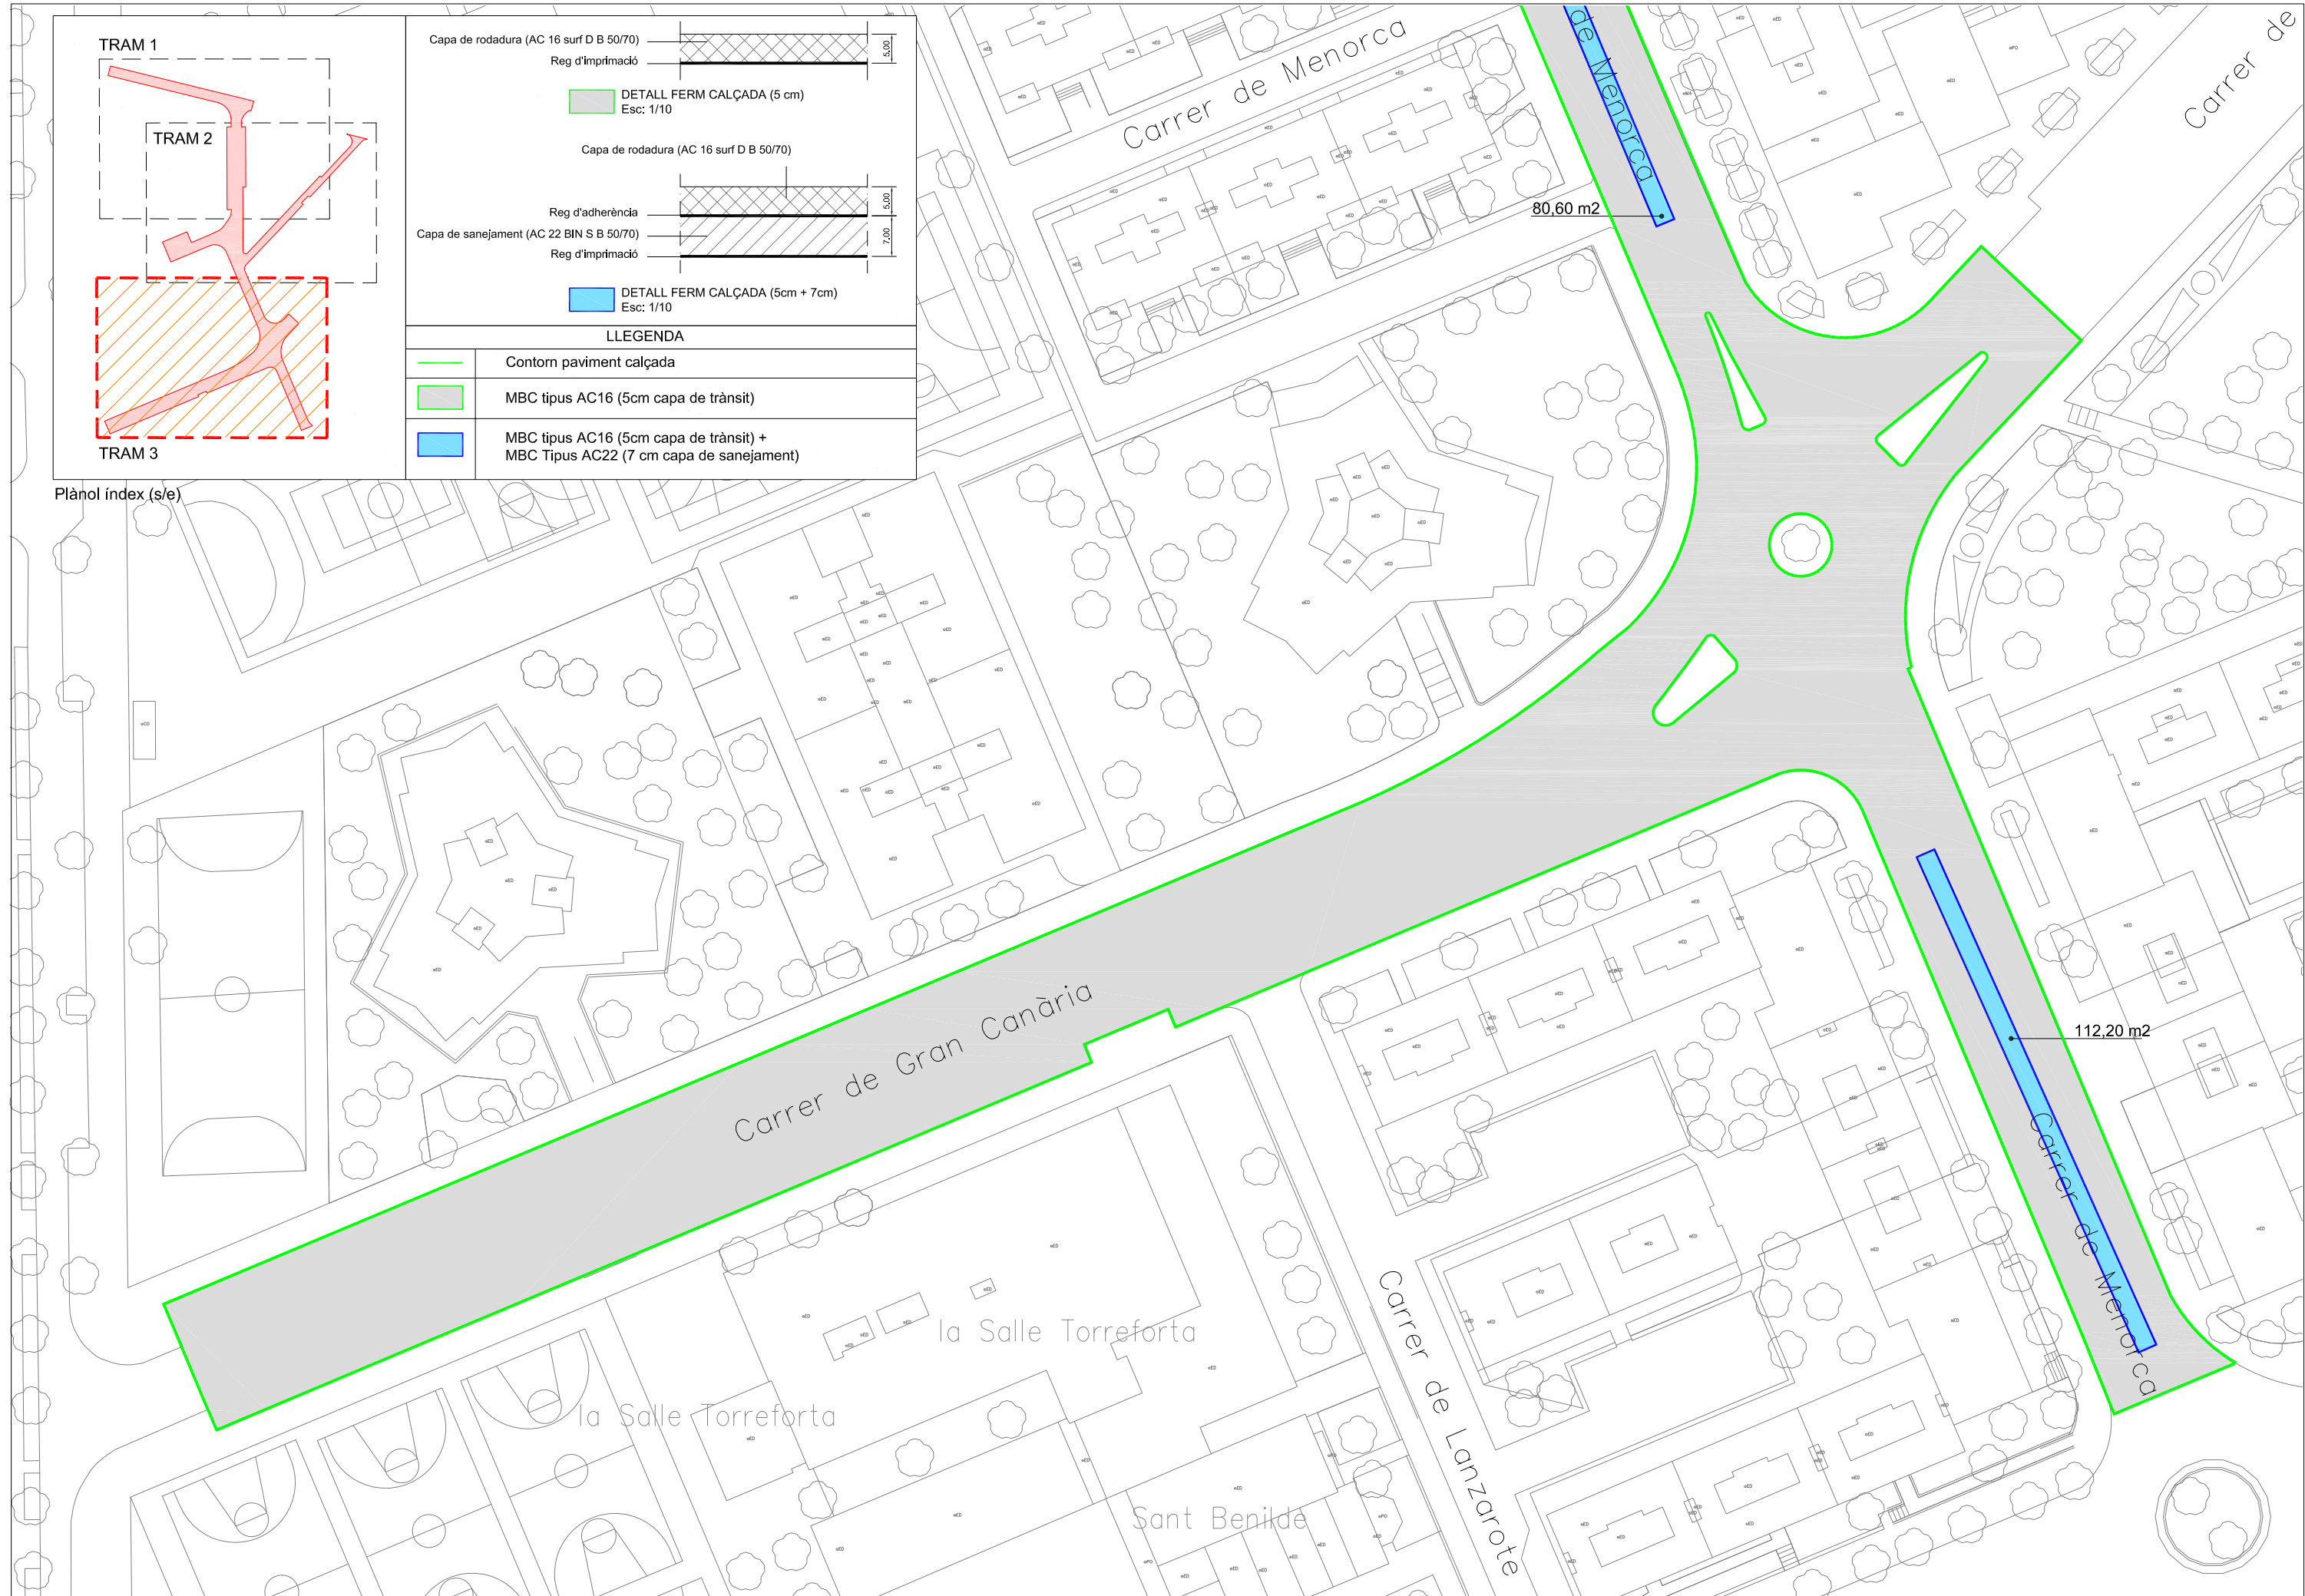 TRAM 1
TRAM 2
TRAM 3
Plànol índex (s/e)
Capa de rodadura (AC 16 surf D B 50/70)
Reg d'imprimació
5,00
DETALL FERM CALÇADA (5 cm)
Esc: 1/10
Capa de rodadura (AC 16 surf D B 50/70)
Reg d'adherència
Capa de sanejament (AC 22 BIN S B 50/70)
Reg d'imprimació
5,00
7,00
DETALL FERM CALÇADA (5cm + 7cm)
Esc: 1/10
LLEGENDA
Contorn paviment calçada
MBC tipus AC16 (5cm capa de trànsit)
MBC tipus AC16 (5cm capa de trànsit) +
MBC Tipus AC22 (7 cm capa de sanejament)
Carrer de Menorca
de Menorca
Carrer de
80,60 m2
Carrer de Gran Canària
112,20 m2
Carrer de Menorca
Carrer de Lanzarote
la Salle Torreforta
la Salle Torreforta
Sant Benilde